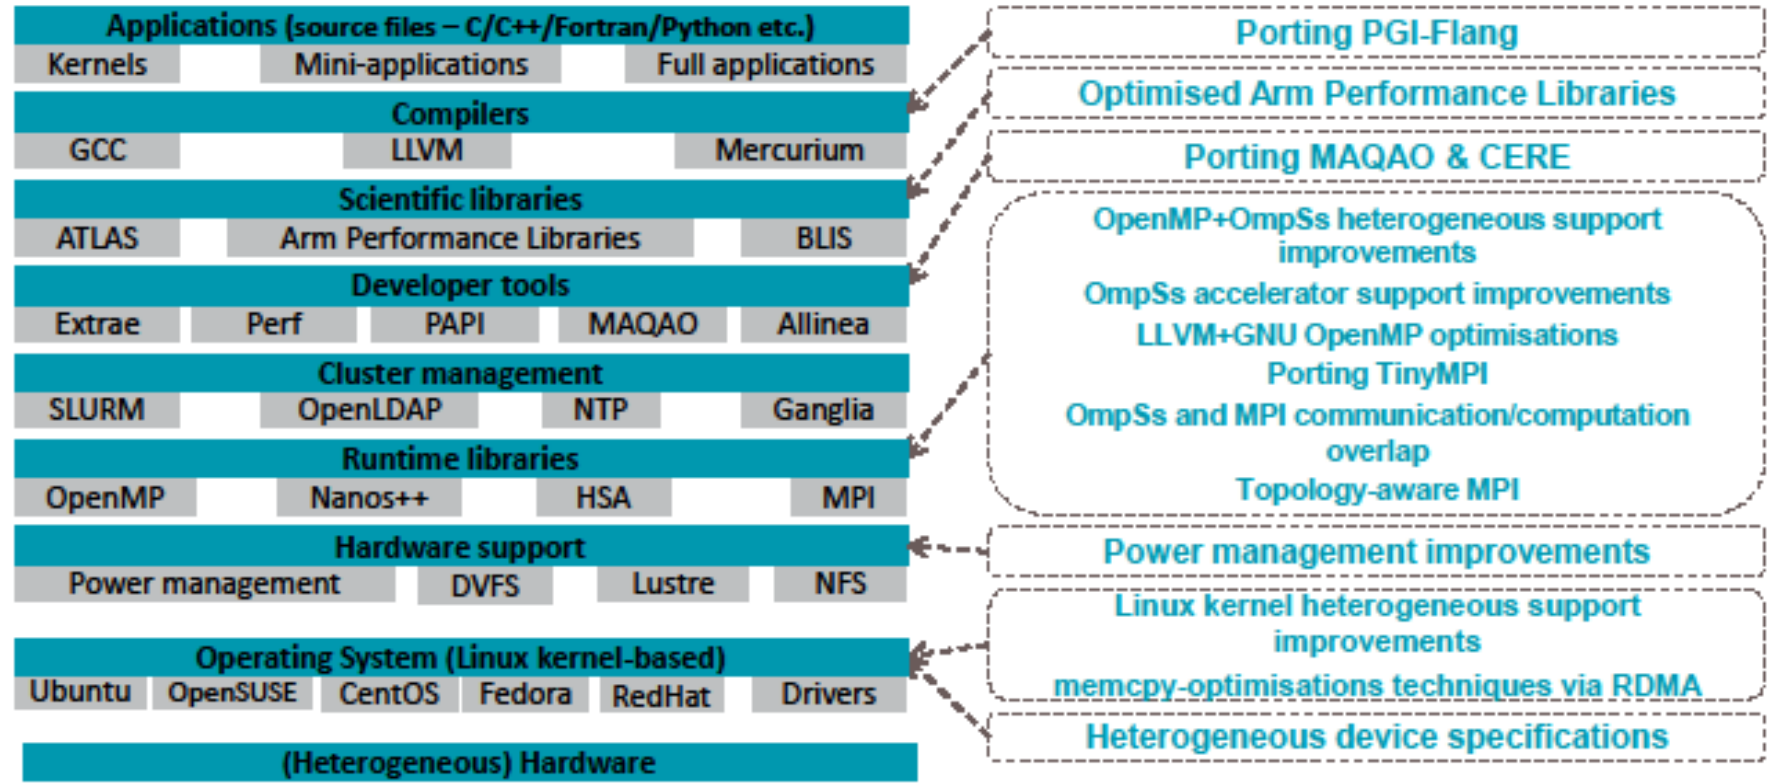 Applications (source files – C/C++/Fortran/Python etc.)
Kernels Mini-applications Full applications
Compilers
GCC LLVM Mercurium
Scientific libraries
ATLAS Arm Performance Libraries BLIS
Developer tools
Extrae Perf PAPI MAQAO Allinea
Cluster management
SLURM OpenLDAP NTP Ganglia
Runtime libraries
OpenMP Nanos++ HSA MPI
Hardware support
Power management DVFS Lustre NFS
Operating System (Linux kernel-based)
Ubuntu OpenSUSE CentOS Fedora RedHat Drivers
(Heterogeneous) Hardware
Porting PGI-Flang
Optimised Arm Performance Libraries
Porting MAQAO & CERE
OpenMP+OmpSs heterogeneous support
improvements
OmpSs accelerator support improvements
LLVM+GNU OpenMP optimisations
Porting TinyMPI
OmpSs and MPI communication/computation
overlap
Topology-aware MPI
Power management improvements
Linux kernel heterogeneous support
improvements
memcpy-optimisations techniques via RDMA
Heterogeneous device specifications